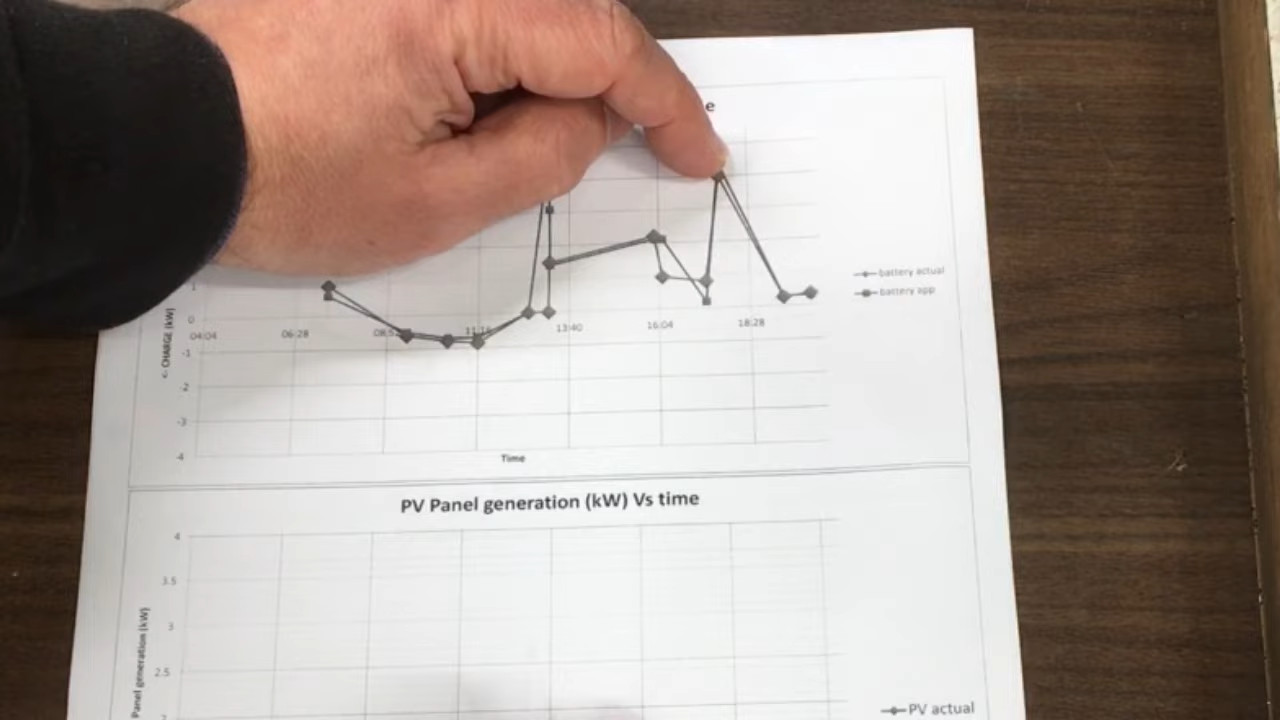 e
battery actual
battery app
1
0
04:04 06:28 11:16 13:40 16:04 18:28
<- CHARGE (kW)
-1
-2
-3
-4
Time
PV Panel generation (kW) Vs time
4
3.5
3
2.5
Panel generation (kW)
PV actual